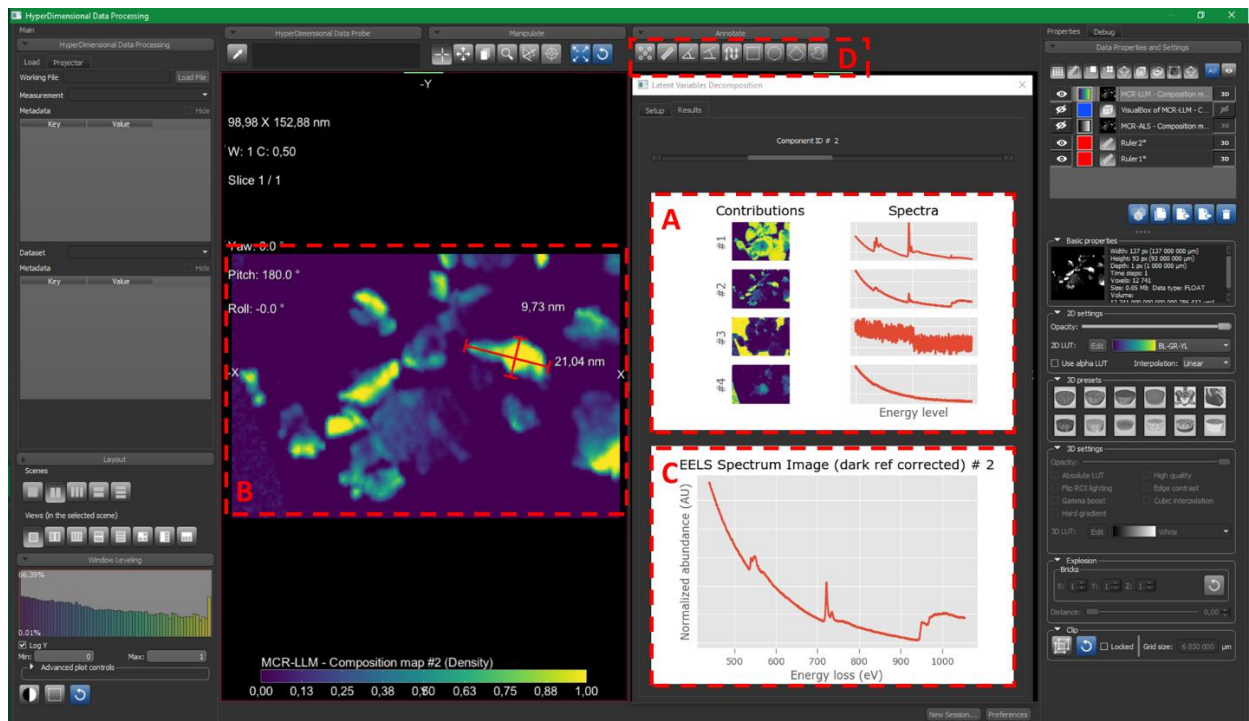 HyperDimensional Data Processing
Main
HyperDimensional Data Processing
Load Projector
Working File Load File
Measurement
Metadata Hide
Key Value
Dataset
Metadata Hide
Key Value
Layout
Scenes
Views (in the selected scene)
Window Leveling
66.39%
0.01%
Log Y
Min: 0 Max: 1
Advanced plot controls
HyperDimensional Data Probe
Manipulate
-Y
98,98 X 152,88 nm
W: 1 C: 0,50
Slice 1 / 1
Yaw: 0.0 °
Pitch: 180.0 °
Roll: -0.0 °
9,73 nm
21,04 nm
-X
X
B
MCR-LLM - Composition map #2 (Density)
0,00 0,13 0,25 0,38 0,50 0,63 0,75 0,88 1,00
Annotate
D
Latent Variables Decomposition
Setup Results
Component ID # 2
A
Contributions Spectra
#1
#2
#3
#4
Energy level
C
EELS Spectrum Image (dark ref corrected) # 2
Normalized abundance (AU)
500 600 700 800 900 1000
Energy loss (eV)
New Session... Preferences
Properties Debug
Data Properties and Settings
All
MCR-LLM - Composition m... 3D
VisualBox of MCR-LLM - C...
MCR-ALS - Composition m... 3D
Ruler2* 3D
Ruler1* 3D
Basic properties
Width: 137 px (137 000 000 µm)
Height: 93 px (93 000 000 µm)
Depth: 1 px (1 000 000 µm)
Time steps: 1
Voxels: 12 741
Size: 0.05 Mb Data type: FLOAT
Volume:
2D settings
Opacity:
2D LUT: Edit BL-GR-YL
Use alpha LUT Interpolation: Linear
3D presets
3D settings
Opacity:
Absolute LUT High quality
Flip ROI lighting Edge contrast
Gamma boost Cubic interpolation
Hard gradient
3D LUT: Edit White
Explosion
Bricks
X: 1 Y: 1 Z: 1
Distance: 0,00
Clip
Locked Grid size: 6 850 000 µm